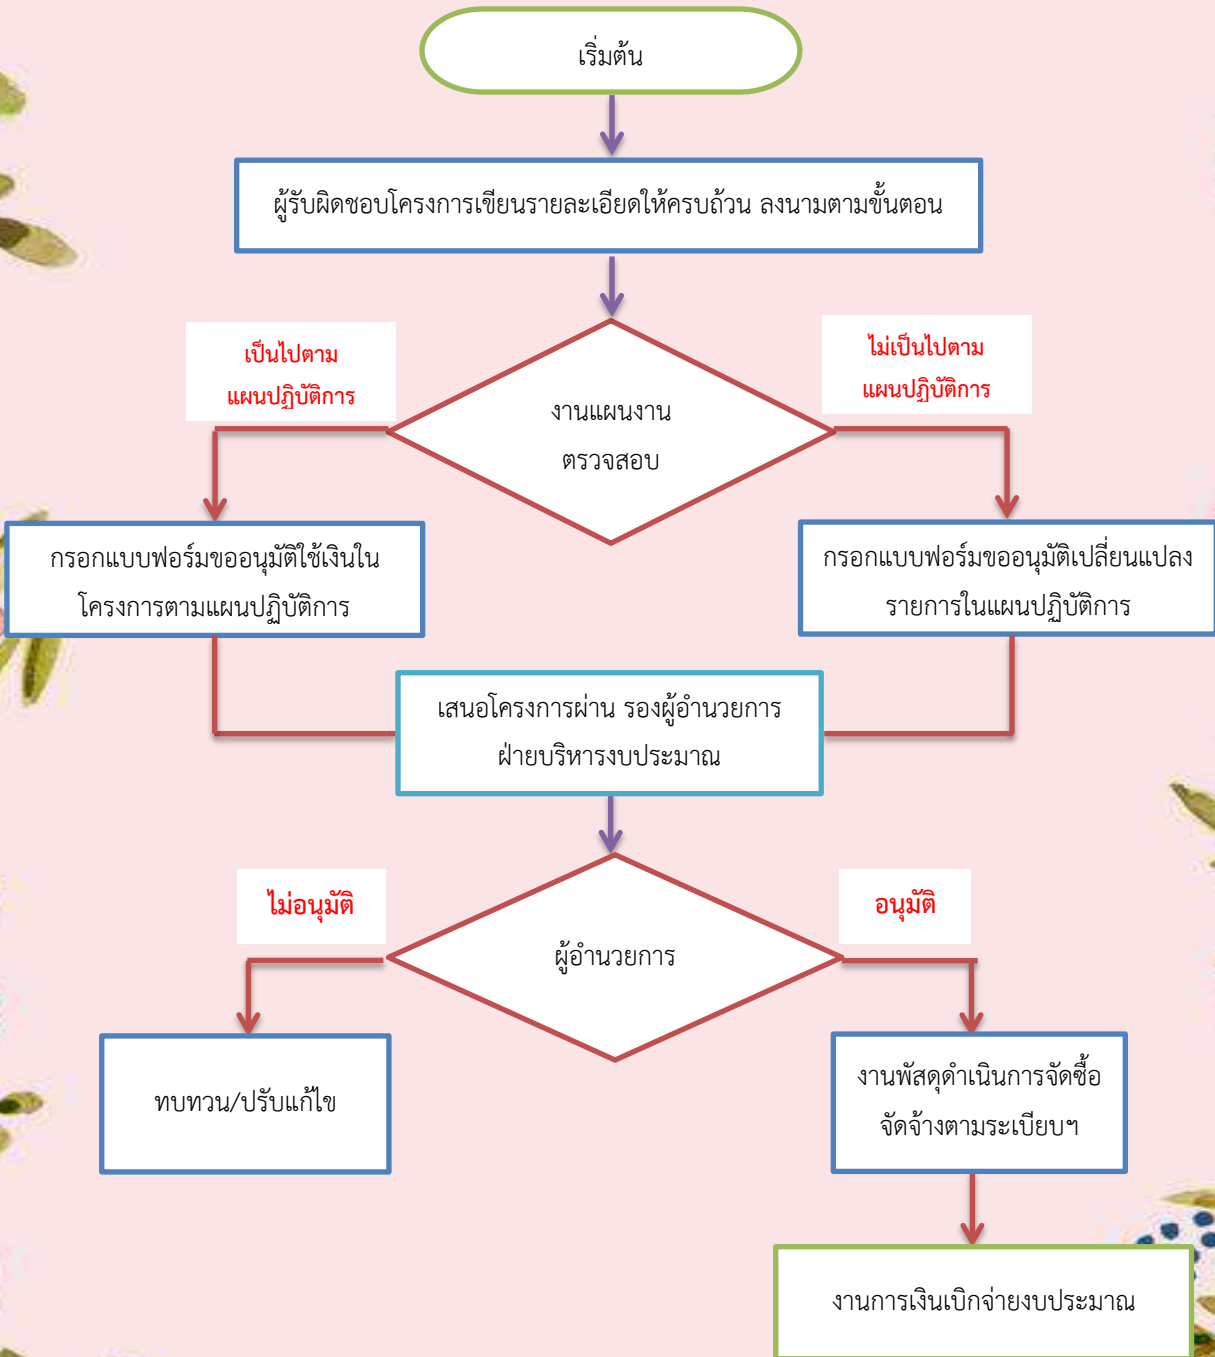 เริ่มต้น
ผู้รับผิดชอบโครงการเขียนรายละเอียดให้ครบถ้วน ลงนามตามขั้นตอน
เป็นไปตาม
แผนปฏิบัติการ
ไม่เป็นไปตาม
แผนปฏิบัติการ
งานแผนงาน
ตรวจสอบ
กรอกแบบฟอร์มขออนุมัติใช้เงินใน
โครงการตามแผนปฏิบัติการ
กรอกแบบฟอร์มขออนุมัติเปลี่ยนแปลง
รายการในแผนปฏิบัติการ
เสนอโครงการผ่าน รองผู้อำนวยการ
ฝ่ายบริหารงบประมาณ
ไม่อนุมัติ
อนุมัติ
ผู้อำนวยการ
ทบทวน/ปรับแก้ไข
งานพัสดุดำเนินการจัดซื้อ
จัดจ้างตามระเบียบฯ
งานการเงินเบิกจ่ายงบประมาณ